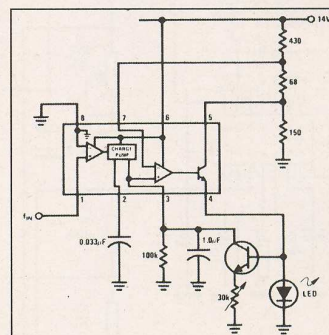 14V
430
68
8 7 6 5
150
CHARGE
PUMP
fIN
1 2 3 4
0.033μF
100k
1.0μF
30k
LED